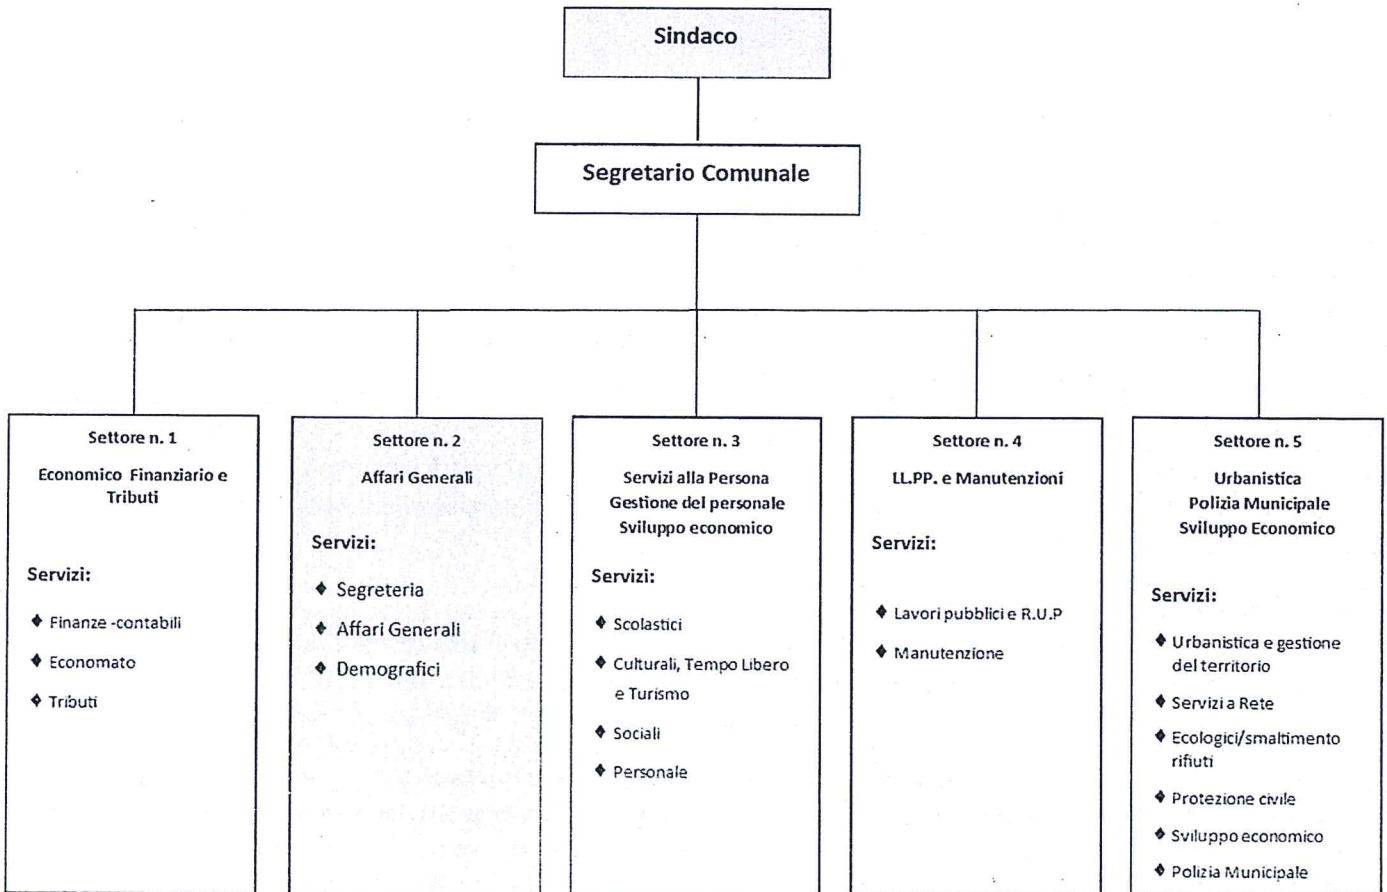 Sindaco
Segretario Comunale
Settore n. 1
Economico Finanziario e
Tributi
Servizi:
♦ Finanze -contabili
♦ Economato
♦ Tributi
Settore n. 2
Affari Generali
Servizi:
♦ Segreteria
♦ Affari Generali
♦ Demografici
Settore n. 3
Servizi alla Persona
Gestione del personale
Sviluppo economico
Servizi:
♦ Scolastici
♦ Culturali, Tempo Libero
e Turismo
♦ Sociali
♦ Personale
Settore n. 4
LL.PP. e Manutenzioni
Servizi:
♦ Lavori pubblici e R.U.P
♦ Manutenzione
Settore n. 5
Urbanistica
Polizia Municipale
Sviluppo Economico
Servizi:
♦ Urbanistica e gestione
del territorio
♦ Servizi a Rete
♦ Ecologici/smaltimento
rifiuti
♦ Protezione civile
♦ Sviluppo economico
♦ Polizia Municipale